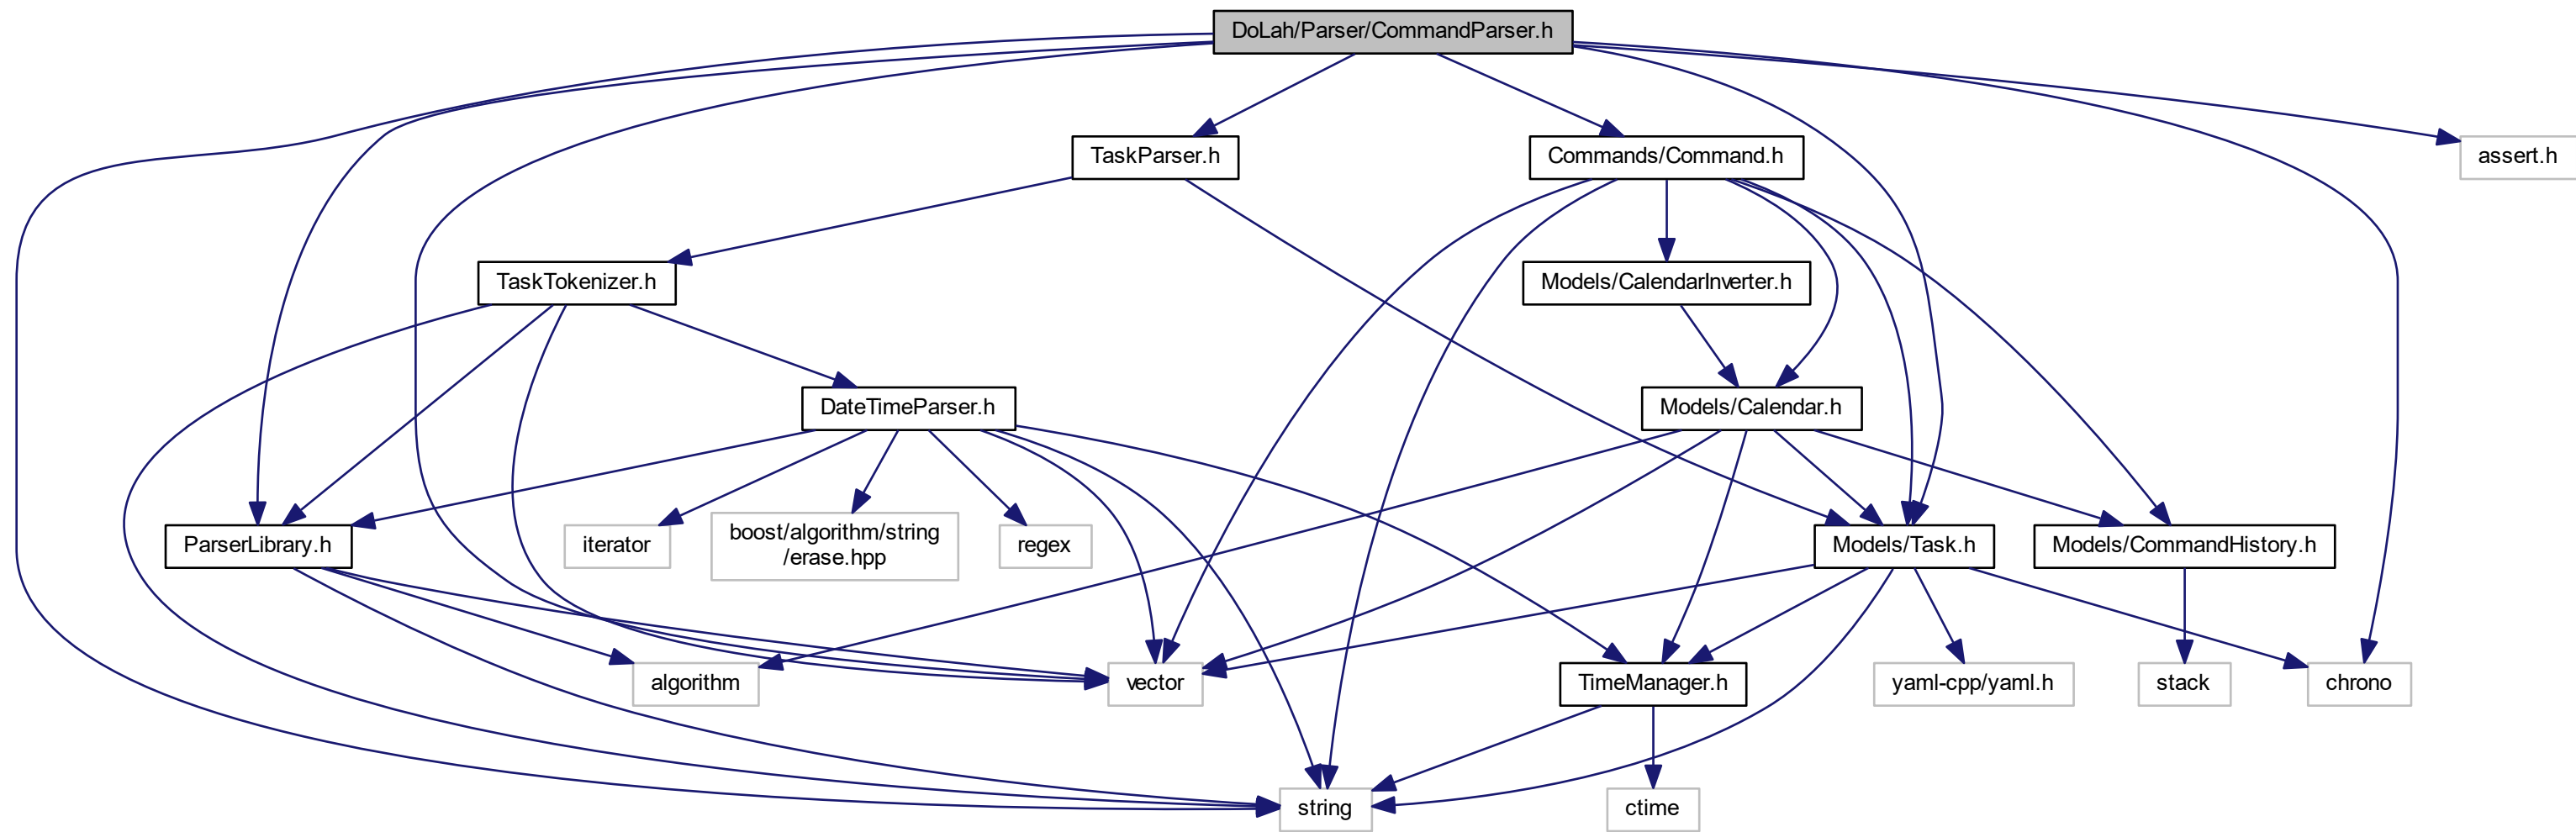 DoLah/Parser/CommandParser.h
TaskParser.h
Commands/Command.h
assert.h
TaskTokenizer.h
Models/CalendarInverter.h
DateTimeParser.h
Models/Calendar.h
ParserLibrary.h
iterator
boost/algorithm/string
/erase.hpp
regex
Models/Task.h
Models/CommandHistory.h
algorithm
vector
TimeManager.h
yaml-cpp/yaml.h
stack
chrono
string
ctime